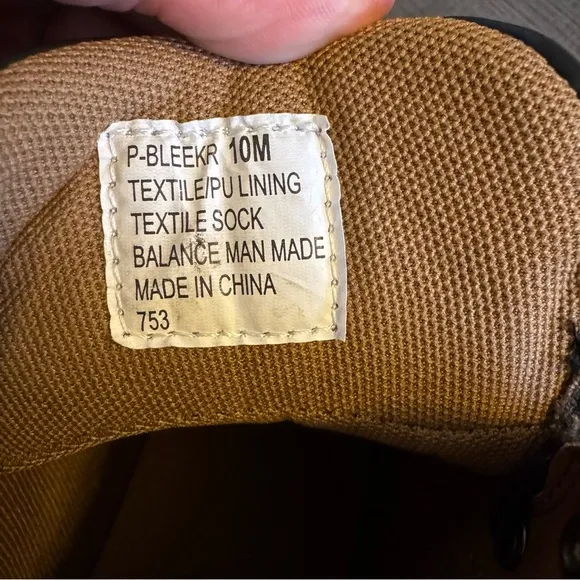 P-BLEEKR 10M
TEXTILE/PU LINING
TEXTILE SOCK
BALANCE MAN MADE
MADE IN CHINA
753